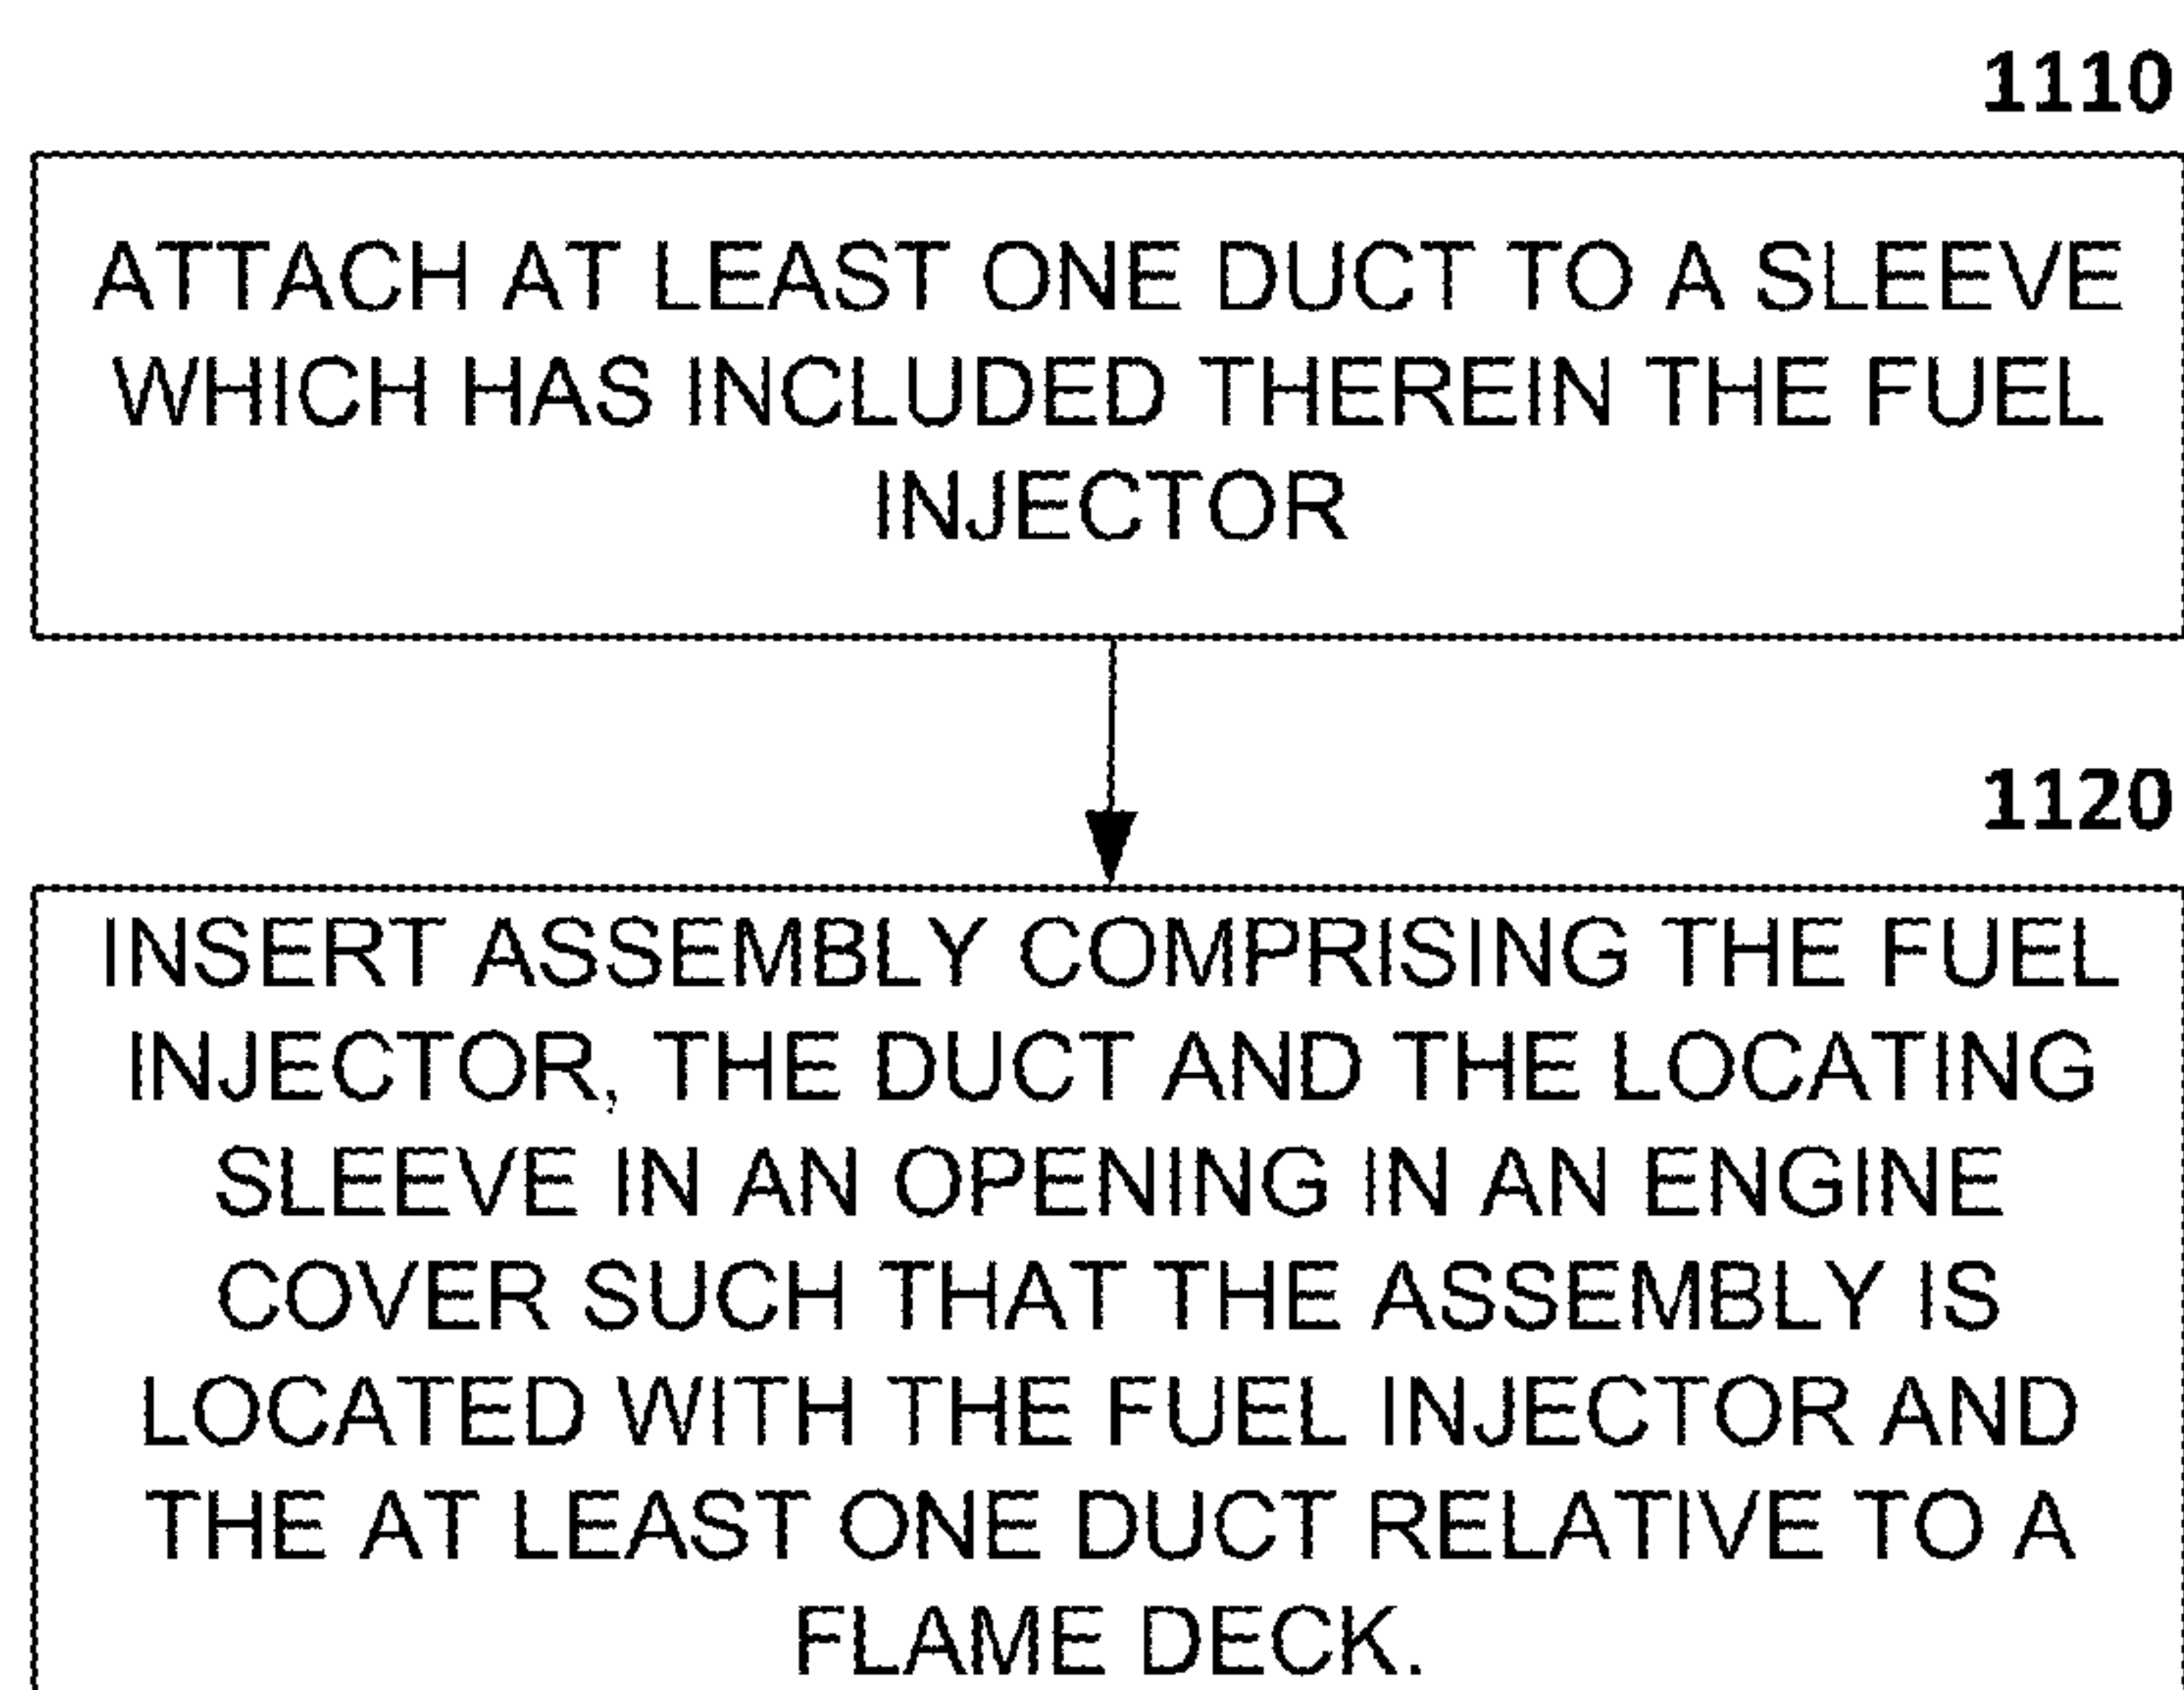 1110
ATTACH AT LEAST ONE DUCT TO A SLEEVE
WHICH HAS INCLUDED THEREIN THE FUEL
INJECTOR
1120
INSERT ASSEMBLY COMPRISING THE FUEL
INJECTOR, THE DUCT AND THE LOCATING
SLEEVE IN AN OPENING IN AN ENGINE
COVER SUCH THAT THE ASSEMBLY IS
LOCATED WITH THE FUEL INJECTOR AND
THE AT LEAST ONE DUCT RELATIVE TO A
FLAME DECK.